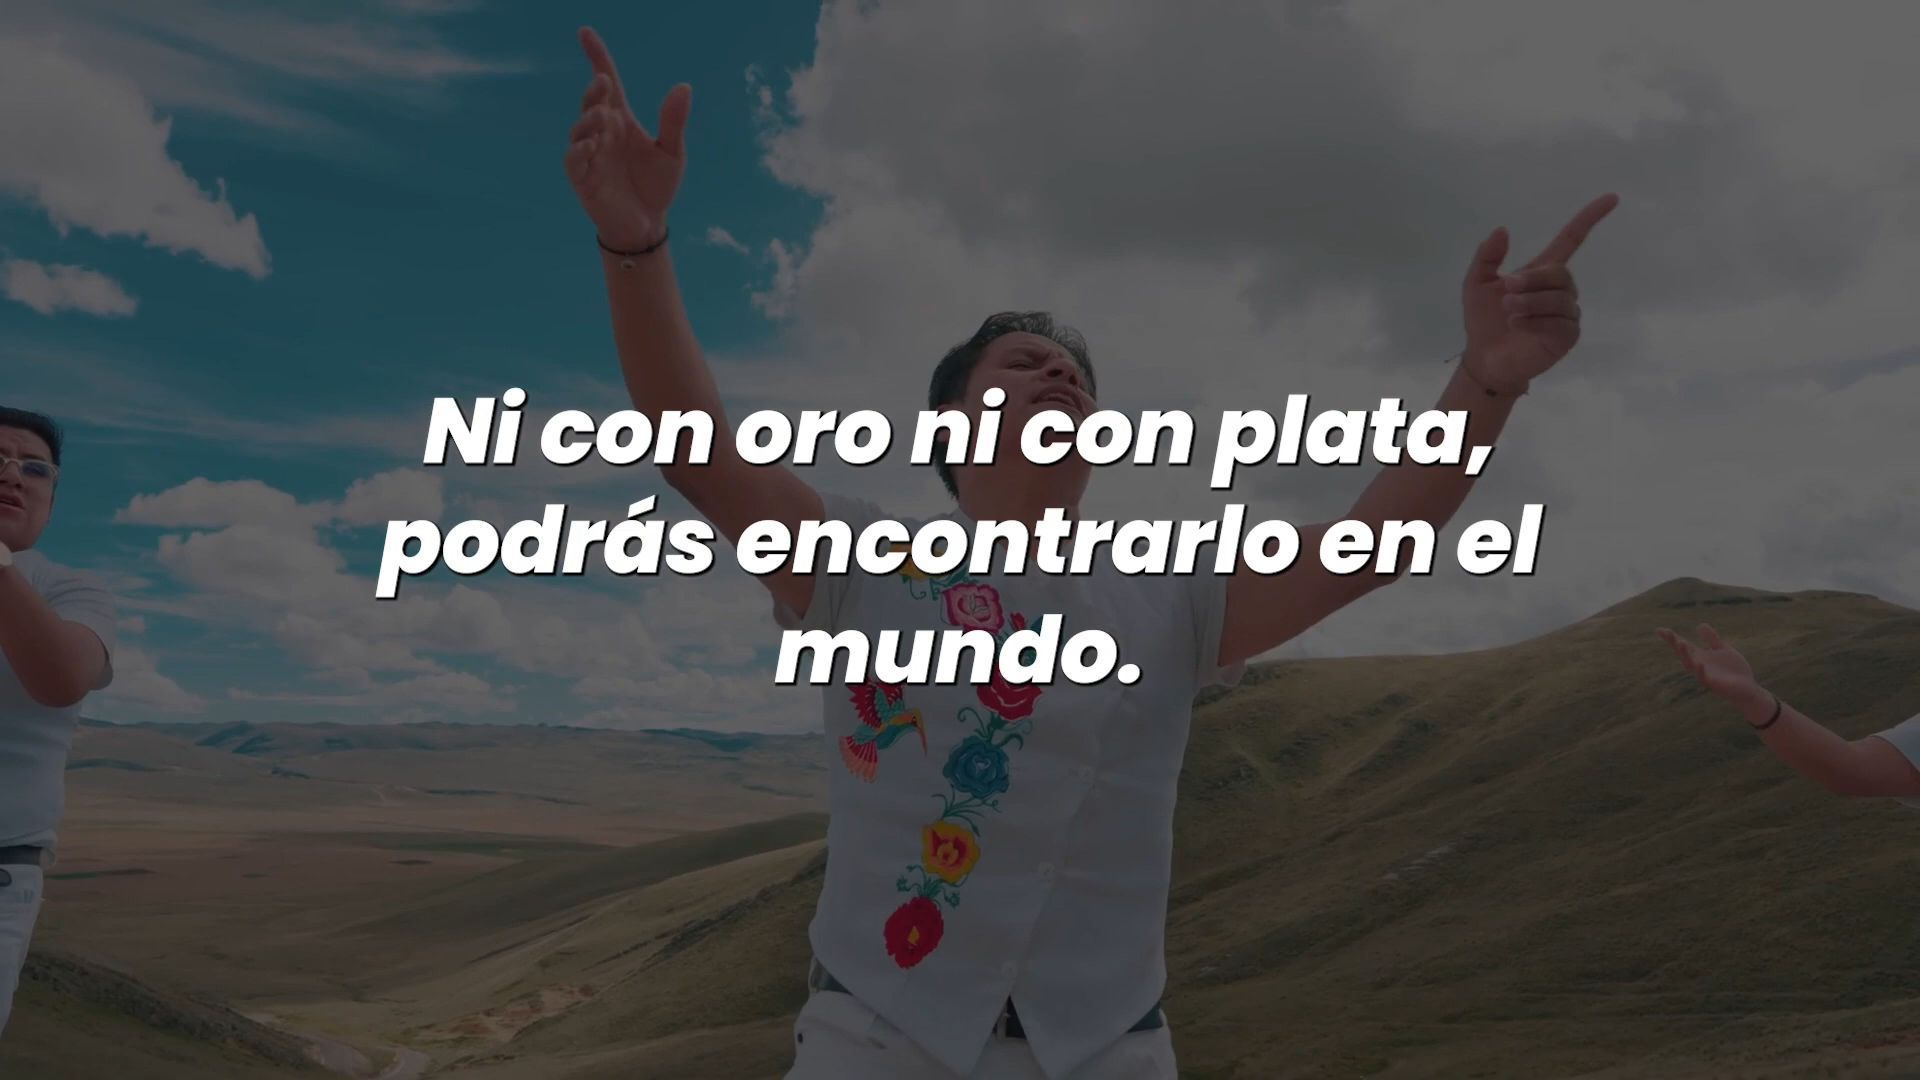 Ni con oro ni con plata,
podrás encontrarlo en el
mundo.